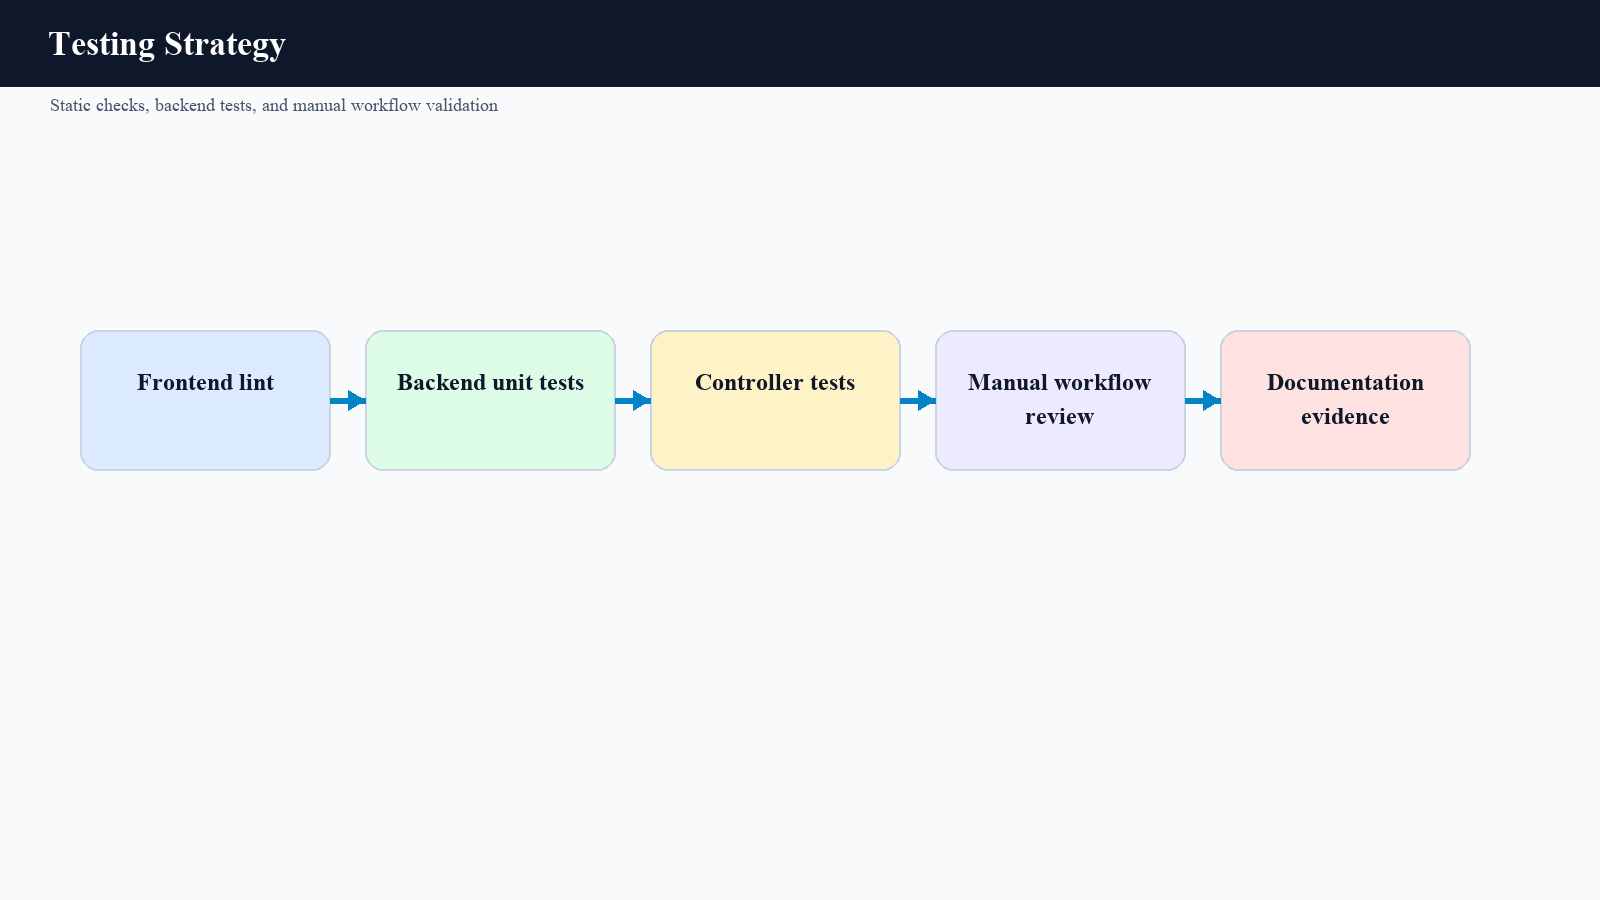 Testing Strategy
Static checks, backend tests, and manual workflow validation
Frontend lint
Backend unit tests
Controller tests
Manual workflow
review
Documentation
evidence